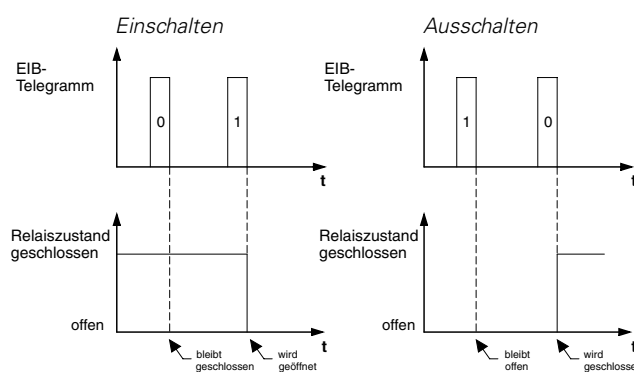 Einschalten
EIB-
Telegramm
0
1
t
Relaiszustand
geschlossen
offen
t
bleibt
geschlossen
wird
geöffnet
Ausschalten
EIB-
Telegramm
1
0
t
Relaiszustand
geschlossen
offen
t
bleibt
offen
wird
geschlossen